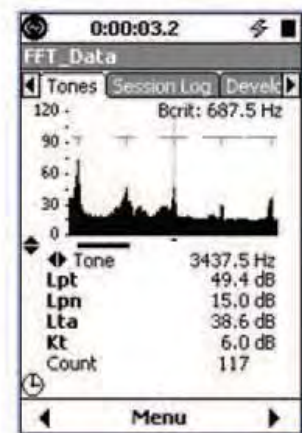 0:00:03.2
FFT_Data
Tones Session Log Develo
120 Bcrit: 687.5 Hz
90
60
30
0
Tone 3437.5 Hz
Lpt 49.4 dB
Lpn 15.0 dB
Lta 38.6 dB
Kt 6.0 dB
Count 117
Menu